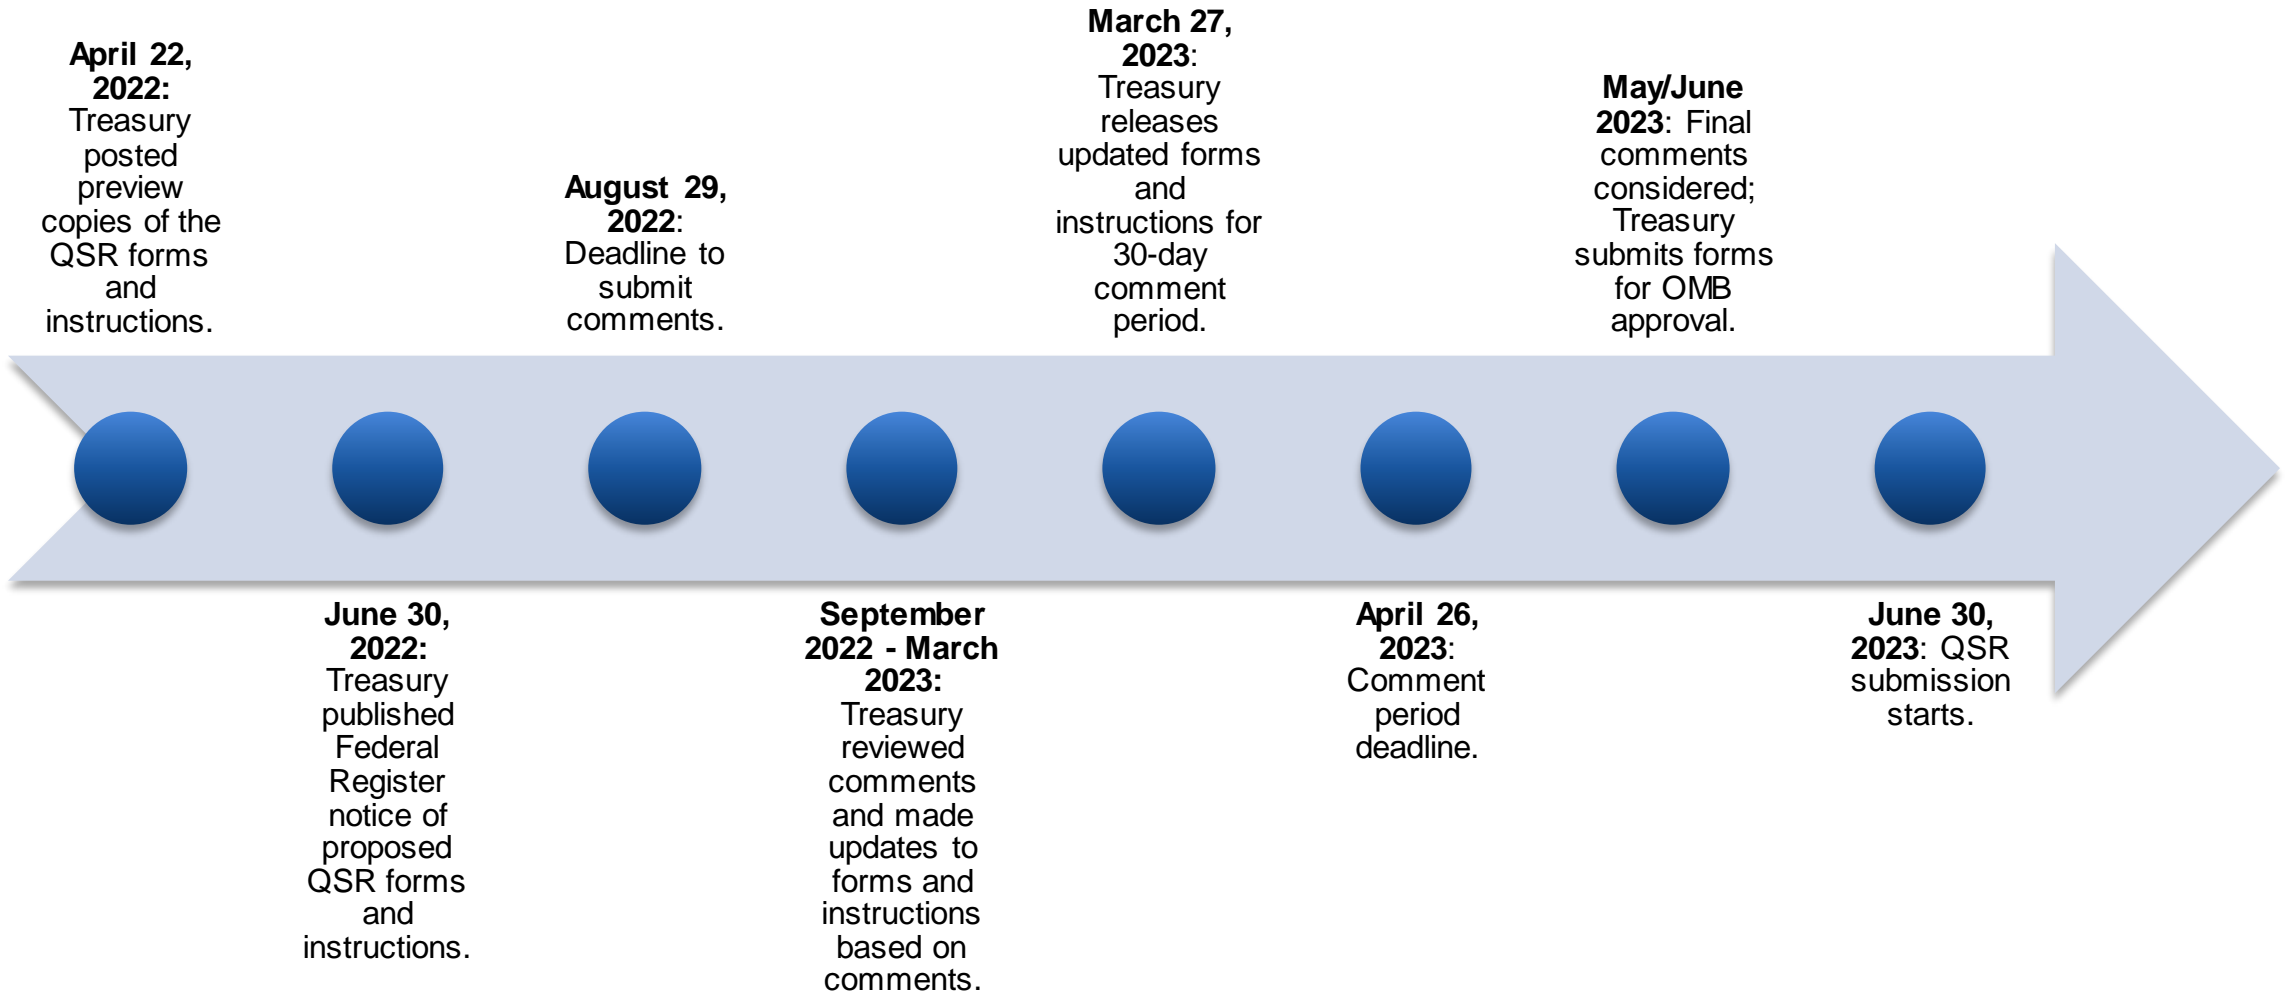 April 22,
2022:
Treasury
posted
preview
copies of the
QSR forms
and
instructions.
June 30,
2022:
Treasury
published
Federal
Register
notice of
proposed
QSR forms
and
instructions.
August 29,
2022:
Deadline to
submit
comments.
September
2022 - March
2023:
Treasury
reviewed
comments
and made
updates to
forms and
instructions
based on
comments.
March 27,
2023:
Treasury
releases
updated forms
and
instructions for
30-day
comment
period.
April 26,
2023:
Comment
period
deadline.
May/June
2023: Final
comments
considered;
Treasury
submits forms
for OMB
approval.
June 30,
2023: QSR
submission
starts.